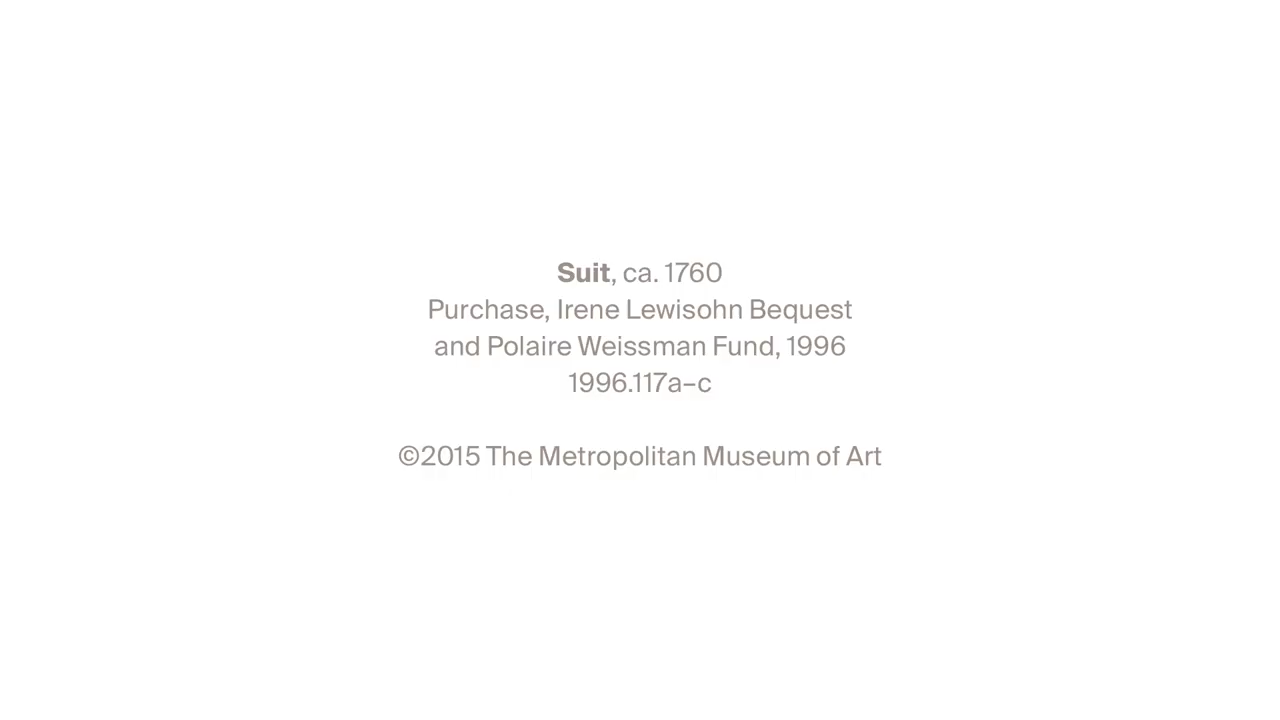 Suit, ca. 1760
Purchase, Irene Lewisohn Bequest
and Polaire Weissman Fund, 1996
1996.117a–c
©2015 The Metropolitan Museum of Art